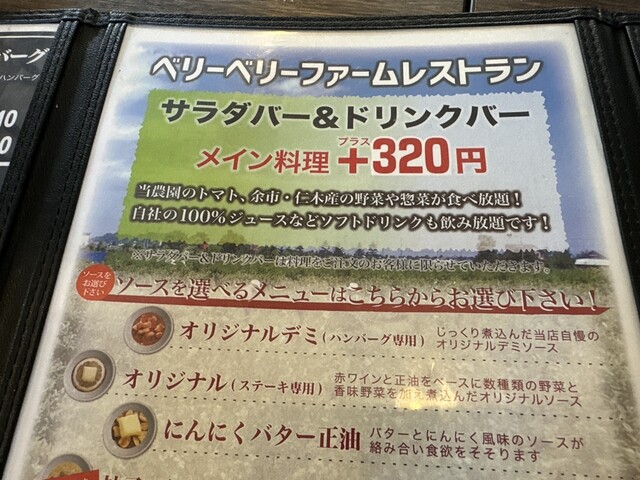 バーグ
ハンバーグ
10
0
ベリーベリーファームレストラン
サラダバー&ドリンクバー
プラス
メイン料理 +320円
当農園のトマト、余市・仁木産の野菜や惣菜が食べ放題!
自社の100%ジュースなどソフトドリンクも飲み放題です!
※サラダバー&ドリンクバーは料理をご注文のお客様に限らせていただきます。
ソースを
お選び
下さい
ソースを選べるメニューはこちらからお選び下さい!
オリジナルデミ(ハンバーグ専用)
じっくり煮込んだ当店自慢の
オリジナルデミソース
オリジナル(ステーキ専用)
赤ワインと正油をベースに数種類の野菜と
香味野菜を加え煮込んだオリジナルソース
にんにくバター正油
バターとにんにく風味のソースが
絡み合い食欲をそそります